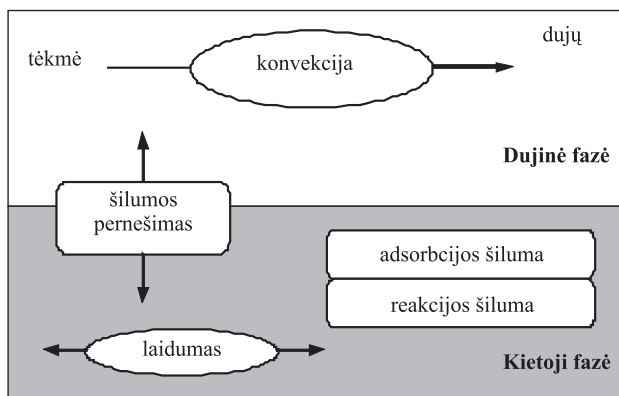 dujų
tėkmė
konvekcija
Dujinė fazė
šilumos
pernešimas
adsorbcijos šiluma
reakcijos šiluma
laidumas
Kietoji fazė